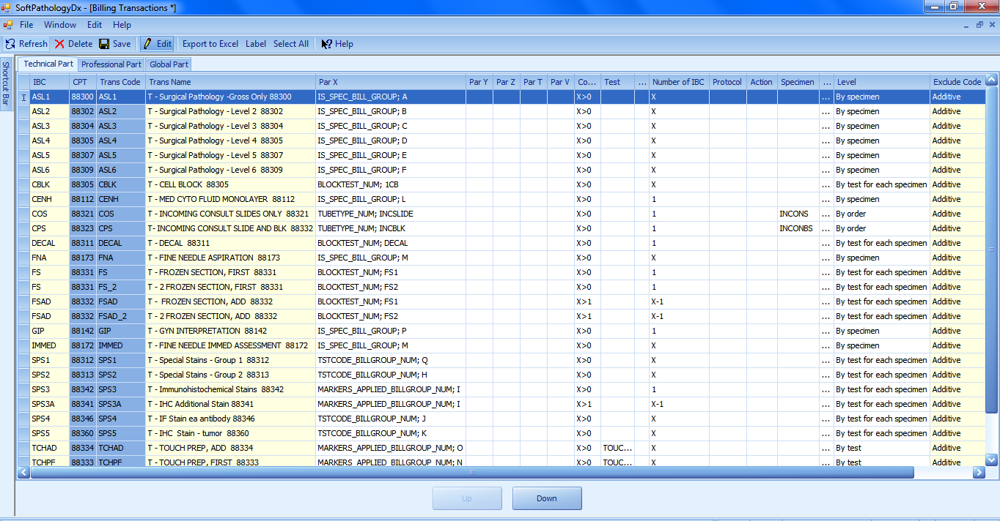 SoftPathologyDx - [Billing Transactions *]
File Window Edit Help
Refresh Delete Save Edit Export to Excel Label Select All Help
Shortcut Bar
Technical Part Professional Part Global Part
IBC CPT Trans Code Trans Name Par X Par Y Par Z Par T Par V Co... Test ... Number of IBC Protocol Action Specimen ... Level Exclude Code
ASL1 88300 ASL1 T - Surgical Pathology -Gross Only 88300 IS_SPEC_BILL_GROUP; A X>0 X ... By specimen Additive
ASL2 88302 ASL2 T - Surgical Pathology - Level 2 88302 IS_SPEC_BILL_GROUP; B X>0 X ... By specimen Additive
ASL3 88304 ASL3 T - Surgical Pathology - Level 3 88304 IS_SPEC_BILL_GROUP; C X>0 X ... By specimen Additive
ASL4 88305 ASL4 T - Surgical Pathology - Level 4 88305 IS_SPEC_BILL_GROUP; D X>0 X ... By specimen Additive
ASL5 88307 ASL5 T - Surgical Pathology - Level 5 88307 IS_SPEC_BILL_GROUP; E X>0 X ... By specimen Additive
ASL6 88309 ASL6 T - Surgical Pathology - Level 6 88309 IS_SPEC_BILL_GROUP; F X>0 X ... By specimen Additive
CBLK 88305 CBLK T - CELL BLOCK 88305 BLOCKTEST_NUM; 1CB X>0 X ... By test for each specimen Additive
CENH 88112 CENH T - MED CYTO FLUID MONOLAYER 88112 IS_SPEC_BILL_GROUP; L X>0 1 ... By specimen Additive
COS 88321 COS T - INCOMING CONSULT SLIDES ONLY 88321 TUBETYPE_NUM; INCSLIDE X>0 1 INCONS ... By order Additive
CPS 88323 CPS T- INCOMING CONSULT SLIDE AND BLK 88332 TUBETYPE_NUM; INCBLK X>0 1 INCONBS ... By order Additive
DECAL 88311 DECAL T - DECAL 88311 BLOCKTEST_NUM; DECAL X>0 1 ... By test for each specimen Additive
FNA 88173 FNA T - FINE NEEDLE ASPIRATION 88173 IS_SPEC_BILL_GROUP; M X>0 X ... By specimen Additive
FS 88331 FS T - FROZEN SECTION, FIRST 88331 BLOCKTEST_NUM; FS1 X>0 1 ... By test for each specimen Additive
FS 88331 FS_2 T - 2 FROZEN SECTION, FIRST 88331 BLOCKTEST_NUM; FS2 X>0 1 ... By test for each specimen Additive
FSAD 88332 FSAD T - FROZEN SECTION, ADD 88332 BLOCKTEST_NUM; FS1 X>1 X-1 ... By test for each specimen Additive
FSAD 88332 FSAD_2 T - 2 FROZEN SECTION, ADD 88332 BLOCKTEST_NUM; FS2 X>1 X-1 ... By test for each specimen Additive
GIP 88142 GIP T - GYN INTERPRETATION 88142 IS_SPEC_BILL_GROUP; P X>0 1 ... By specimen Additive
IMMED 88172 IMMED T - FINE NEEDLE IMMED ASSESSMENT 88172 IS_SPEC_BILL_GROUP; M X>0 X ... By specimen Additive
SPS1 88312 SPS1 T - Special Stains - Group 1 88312 TSTCODE_BILLGROUP_NUM; Q X>0 X ... By test for each specimen Additive
SPS2 88313 SPS2 T - Special Stains - Group 2 88313 TSTCODE_BILLGROUP_NUM; H X>0 X ... By test for each specimen Additive
SPS3 88342 SPS3 T - Immunohistochemical Stains 88342 MARKERS_APPLIED_BILLGROUP_NUM; I X>0 1 ... By test for each specimen Additive
SPS3A 88341 SPS3A T - IHC Additional Stain 88341 MARKERS_APPLIED_BILLGROUP_NUM; I X>1 X-1 ... By test for each specimen Additive
SPS4 88346 SPS4 T - IF Stain ea antibody 88346 TSTCODE_BILLGROUP_NUM; J X>0 X ... By test for each specimen Additive
SPS5 88360 SPS5 T - IHC Stain - tumor 88360 TSTCODE_BILLGROUP_NUM; K X>0 X ... By test for each specimen Additive
TCHAD 88334 TCHAD T - TOUCH PREP, ADD 88334 MARKERS_APPLIED_BILLGROUP_NUM; O X>0 TOUC... X ... By test Additive
TCHPF 88333 TCHPF T - TOUCH PREP, FIRST 88333 MARKERS_APPLIED_BILLGROUP_NUM; N X>0 TOUC... X ... By test Additive
Up Down